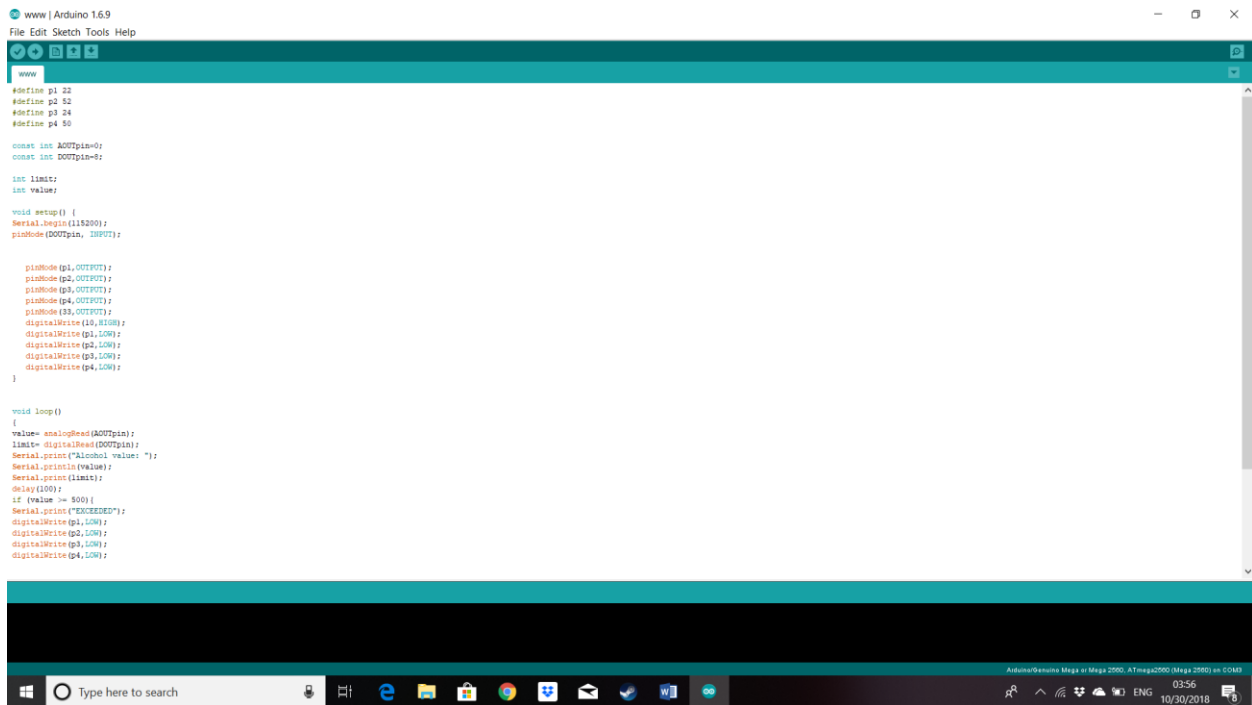 www | Arduino 1.6.9
File Edit Sketch Tools Help
www
#define p1 22
#define p2 52
#define p3 24
#define p4 50
const int AOUTpin=0;
const int DOUTpin=8;
int limit;
int value;
void setup() {
Serial.begin(115200);
pinMode(DOUTpin, INPUT);
pinMode(p1,OUTPUT);
pinMode(p2,OUTPUT);
pinMode(p3,OUTPUT);
pinMode(p4,OUTPUT);
pinMode(33,OUTPUT);
digitalWrite(10,HIGH);
digitalWrite(p1,LOW);
digitalWrite(p2,LOW);
digitalWrite(p3,LOW);
digitalWrite(p4,LOW);
}
void loop()
{
value= analogRead(AOUTpin);
limit= digitalRead(DOUTpin);
Serial.print("Alcohol value: ");
Serial.println(value);
Serial.print(limit);
delay(100);
if (value >= 500){
Serial.print("EXCEEDED");
digitalWrite(p1,LOW);
digitalWrite(p2,LOW);
digitalWrite(p3,LOW);
digitalWrite(p4,LOW);
Arduino/Genuino Mega or Mega 2560, ATmega2560 (Mega 2560) on COM3
Type here to search
ENG
03:56
10/30/2018
8